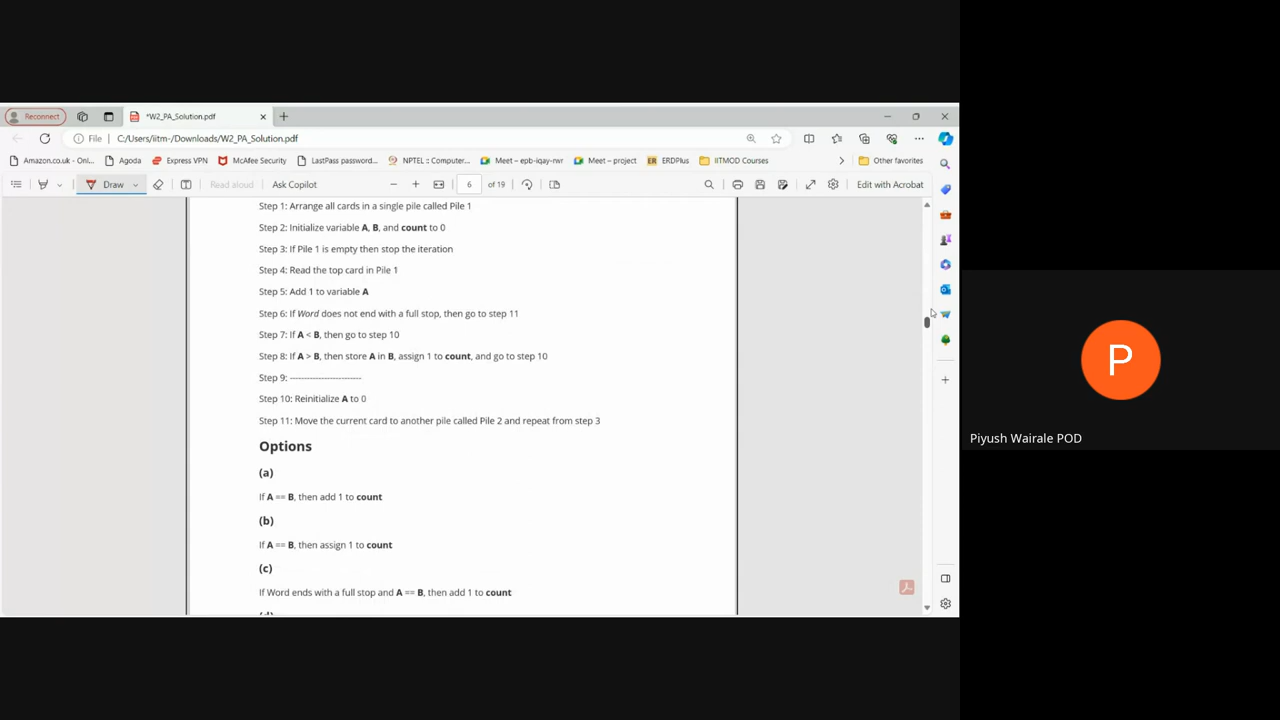 Reconnect
*W2_PA_Solution.pdf
File
C:/Users/iitm-/Downloads/W2_PA_Solution.pdf
Amazon.co.uk - Onl...
Agoda
Express VPN
McAfee Security
LastPass password...
NPTEL :: Computer...
Meet – epb-iqay-rwr
Meet – project
ER ERDPlus
IITMOD Courses
Other favorites
Draw
Read aloud
Ask Copilot
6 of 19
Edit with Acrobat
Step 1: Arrange all cards in a single pile called Pile 1
Step 2: Initialize variable A, B, and count to 0
Step 3: If Pile 1 is empty then stop the iteration
Step 4: Read the top card in Pile 1
Step 5: Add 1 to variable A
Step 6: If Word does not end with a full stop, then go to step 11
Step 7: If A < B, then go to step 10
Step 8: If A > B, then store A in B, assign 1 to count, and go to step 10
Step 9: ------------------------
Step 10: Reinitialize A to 0
Step 11: Move the current card to another pile called Pile 2 and repeat from step 3
Options
(a)
If A == B, then add 1 to count
(b)
If A == B, then assign 1 to count
(c)
If Word ends with a full stop and A == B, then add 1 to count
P
Piyush Wairale POD